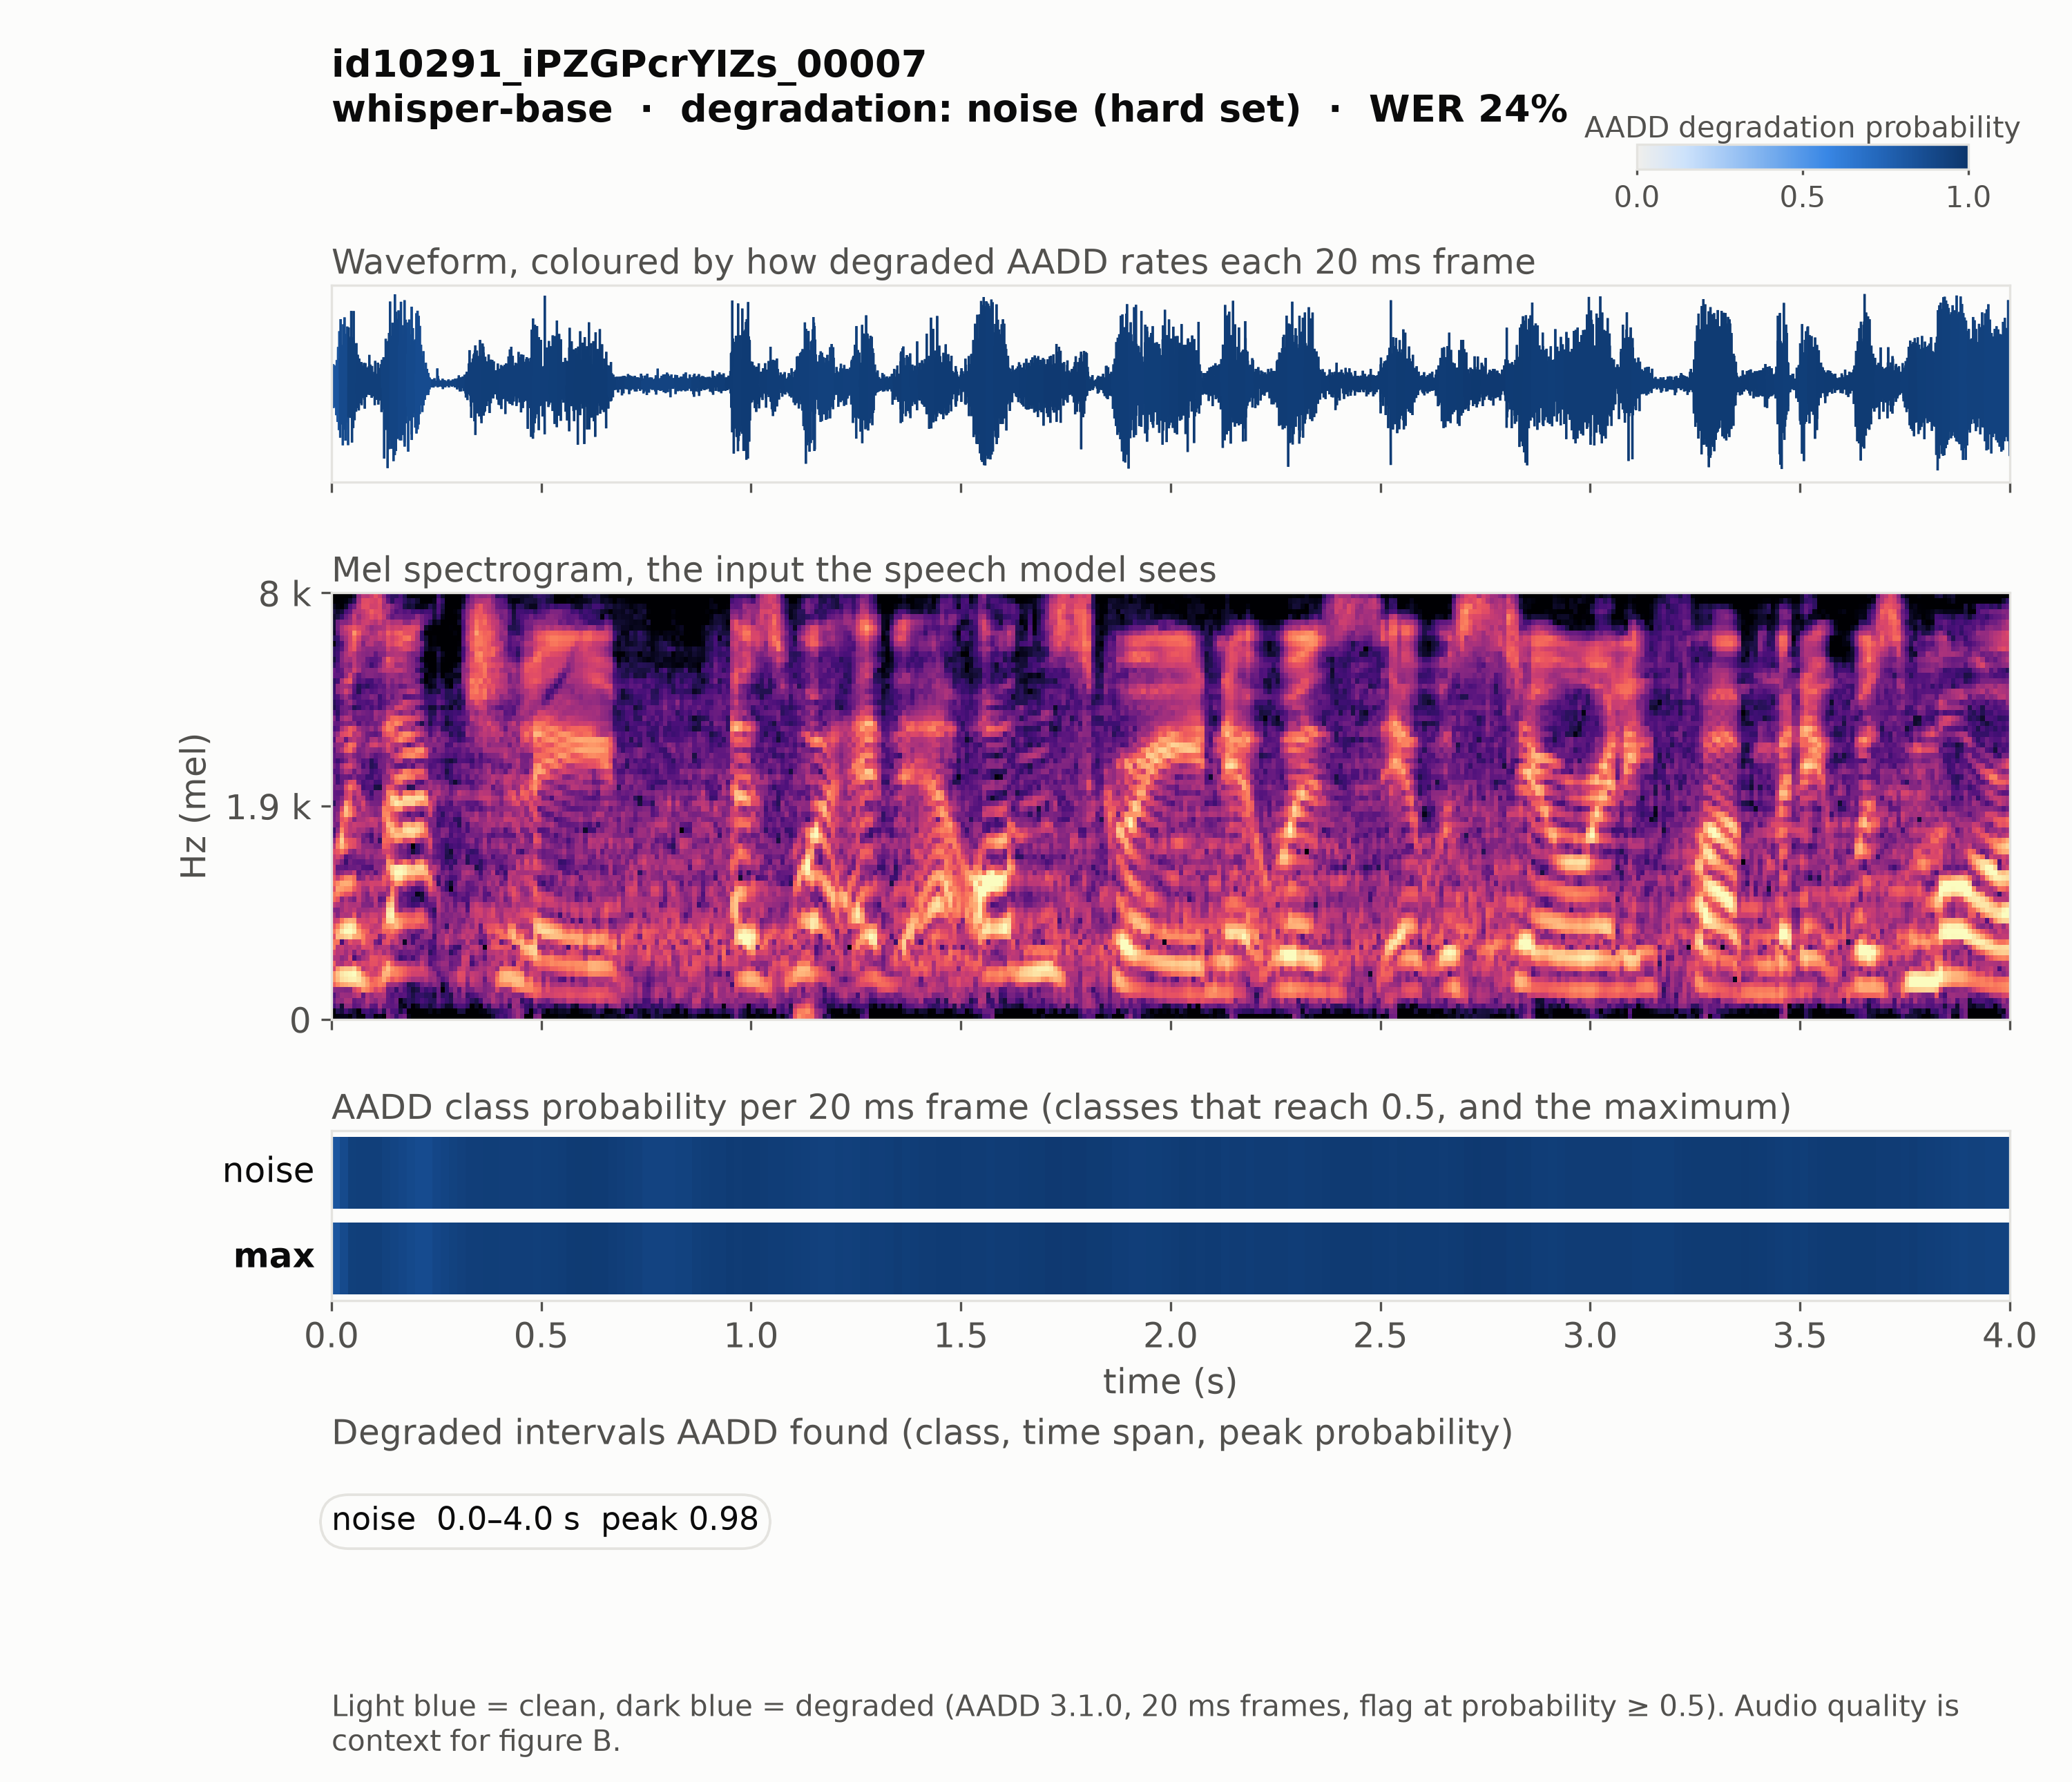 id10291_iPZGPcrYIZs_00007
whisper-base · degradation: noise (hard set) · WER 24%
AADD degradation probability
0.0 0.5 1.0
Waveform, coloured by how degraded AADD rates each 20 ms frame
Mel spectrogram, the input the speech model sees
8 k
1.9 k
0
Hz (mel)
AADD class probability per 20 ms frame (classes that reach 0.5, and the maximum)
noise
max
0.0 0.5 1.0 1.5 2.0 2.5 3.0 3.5 4.0
time (s)
Degraded intervals AADD found (class, time span, peak probability)
noise 0.0–4.0 s peak 0.98
Light blue = clean, dark blue = degraded (AADD 3.1.0, 20 ms frames, flag at probability ≥ 0.5). Audio quality is
context for figure B.